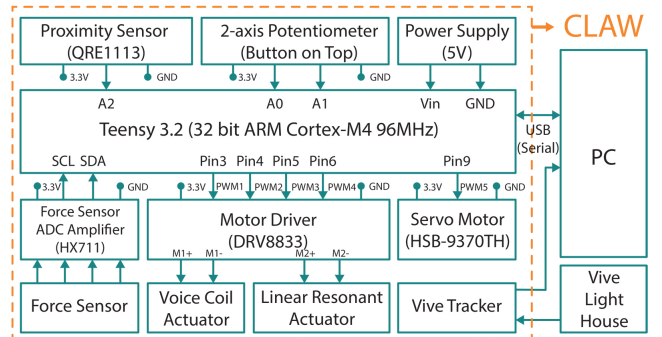 Proximity Sensor
(QRE1113)
2-axis Potentiometer
(Button on Top)
Power Supply
(5V)
CLAW
3.3V
GND
3.3V
GND
A2
A0
A1
Vin
GND
Teensy 3.2 (32 bit ARM Cortex-M4 96MHz)
USB
(Serial)
PC
SCL SDA
Pin3
Pin4
Pin5
Pin6
Pin9
3.3V
GND
3.3V
PWM1
PWM2
PWM3
PWM4
GND
3.3V
PWM5
GND
Force Sensor
ADC Amplifier
(HX711)
Motor Driver
(DRV8833)
Servo Motor
(HSB-9370TH)
M1+
M1-
M2+
M2-
Force Sensor
Voice Coil
Actuator
Linear Resonant
Actuator
Vive Tracker
Vive
Light
House